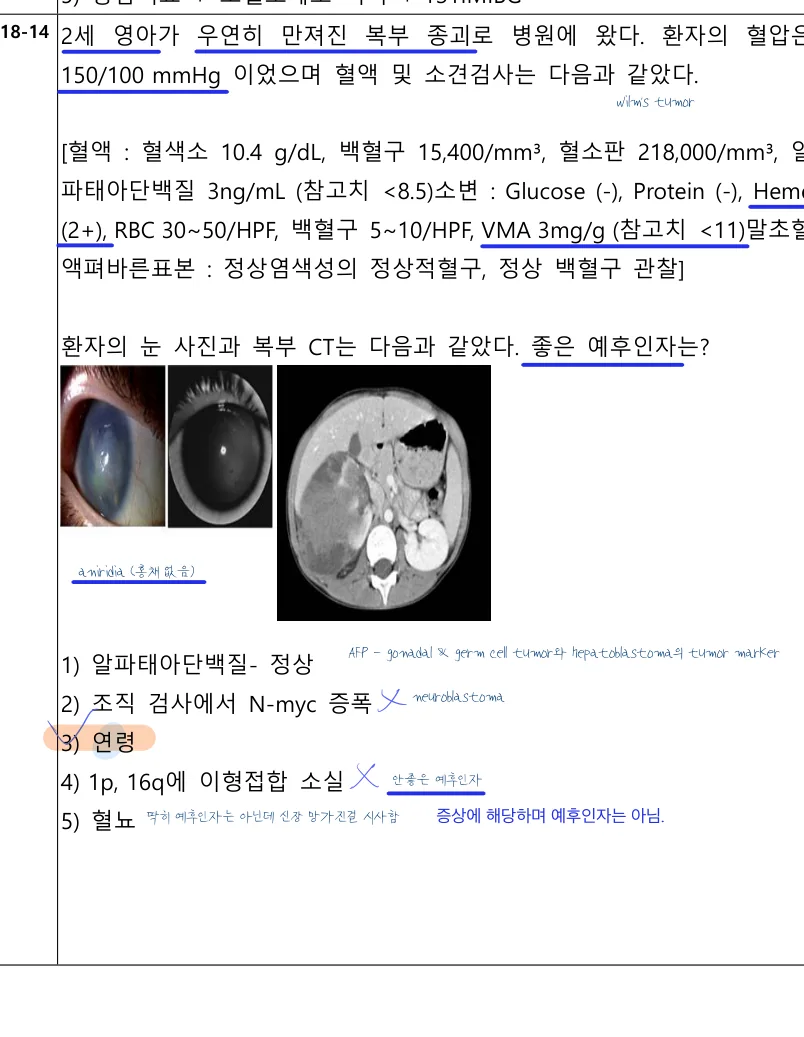 18-14
2세 영아가 우연히 만져진 복부 종괴로 병원에 왔다. 환자의 혈압은
150/100 mmHg 이었으며 혈액 및 소견검사는 다음과 같았다.
wilm's tumor
[혈액 : 혈색소 10.4 g/dL, 백혈구 15,400/mm³, 혈소판 218,000/mm³, 알
파태아단백질 3ng/mL (참고치 <8.5)소변 : Glucose (-), Protein (-), Hem
(2+), RBC 30~50/HPF, 백혈구 5~10/HPF, VMA 3mg/g (참고치 <11)말초혈
액펴바른표본 : 정상염색성의 정상적혈구, 정상 백혈구 관찰]
환자의 눈 사진과 복부 CT는 다음과 같았다. 좋은 예후인자는?
aniridia (홍채 없음)
1) 알파태아단백질- 정상 AFP - gonadal & germ cell tumor와 hepatoblastoma의 tumor marker
2) 조직 검사에서 N-myc 증폭 neuroblastoma
3) 연령
4) 1p, 16q에 이형접합 소실 안좋은 예후인자
5) 혈뇨 딱히 예후인자는 아닌데 신장 망가진걸 시사함 증상에 해당하며 예후인자는 아님.